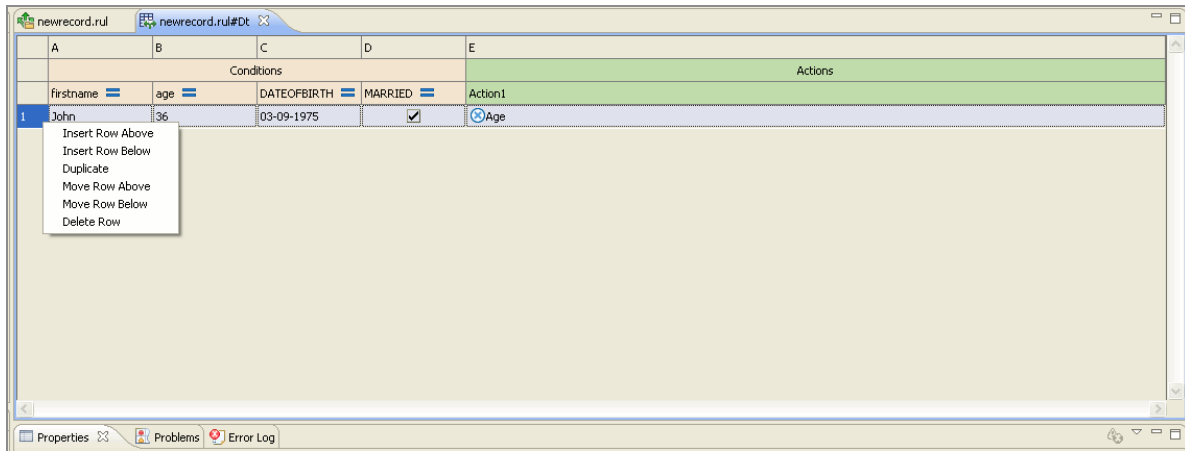 newrecord.rul newrecord.rul#Dt
A B C D E
Conditions Actions
firstname age DATEOFBIRTH MARRIED Action1
1 John 36 03-09-1975 Age
Insert Row Above
Insert Row Below
Duplicate
Move Row Above
Move Row Below
Delete Row
Properties Problems Error Log